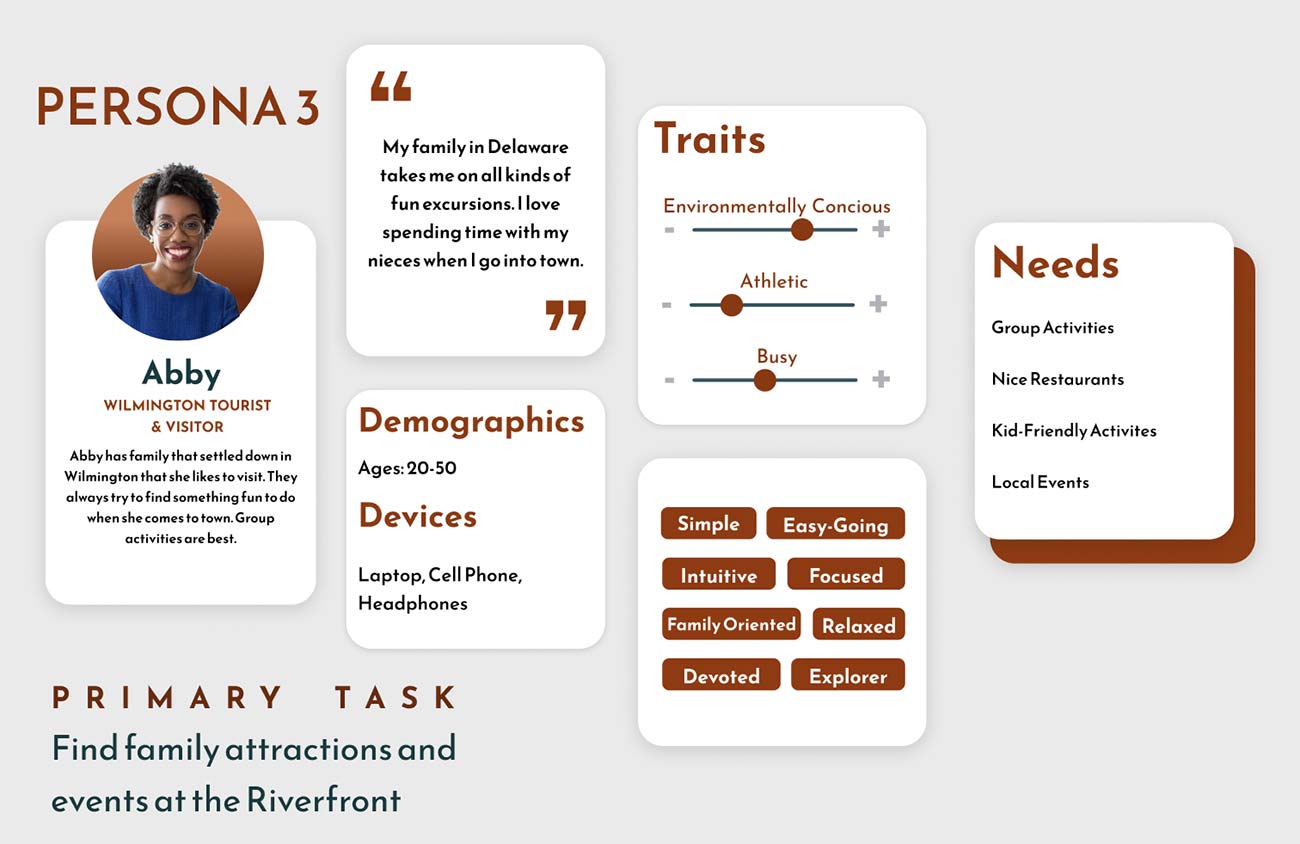 PERSONA 3
Abby
WILMINGTON TOURIST
& VISITOR
Abby has family that settled down in
Wilmington that she likes to visit. They
always try to find something fun to do
when she comes to town. Group
activities are best.
“
My family in Delaware
takes me on all kinds of
fun excursions. I love
spending time with my
nieces when I go into town.
”
Demographics
Ages: 20-50
Devices
Laptop, Cell Phone,
Headphones
Traits
Environmentally Concious
- +
Athletic
- +
Busy
- +
Simple Easy-Going
Intuitive Focused
Family Oriented Relaxed
Devoted Explorer
Needs
Group Activities
Nice Restaurants
Kid-Friendly Activites
Local Events
PRIMARY TASK
Find family attractions and
events at the Riverfront